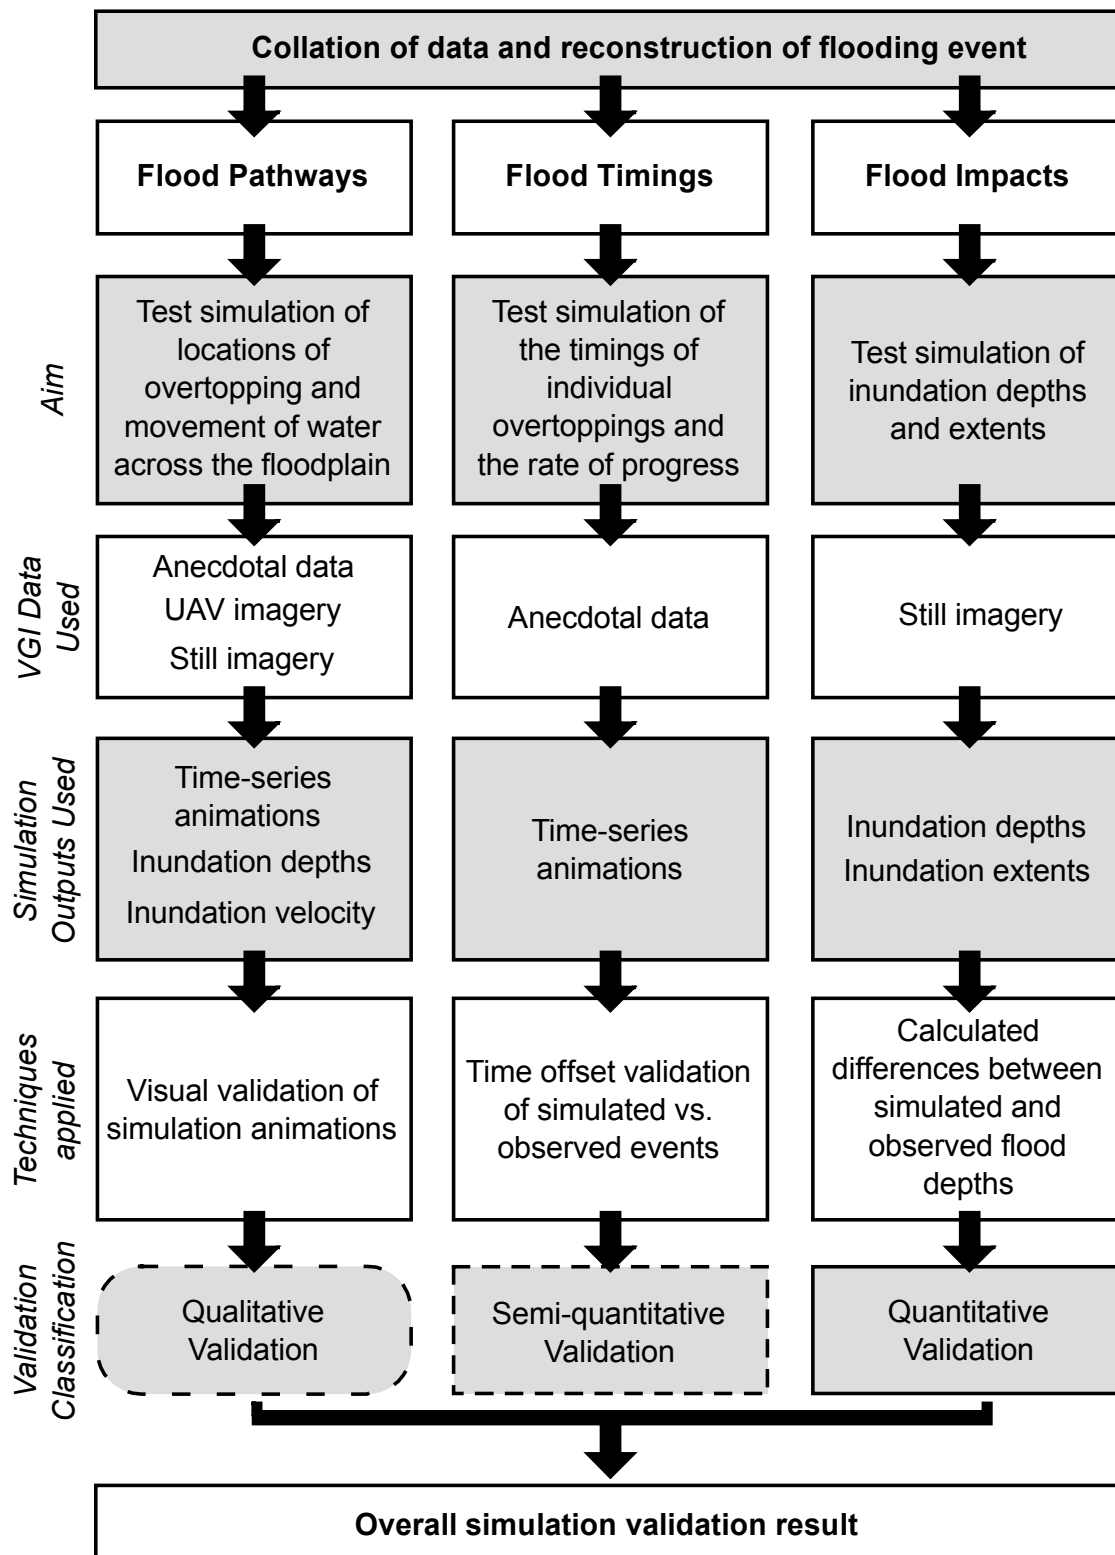 Collation of data and reconstruction of flooding event
Flood Pathways
Flood Timings
Flood Impacts
Aim
Test simulation of
locations of
overtopping and
movement of water
across the floodplain
Test simulation of
the timings of
individual
overtoppings and
the rate of progress
Test simulation of
inundation depths
and extents
VGI Data
Used
Anecdotal data
UAV imagery
Still imagery
Anecdotal data
Still imagery
Simulation
Outputs Used
Time-series
animations
Inundation depths
Inundation velocity
Time-series
animations
Inundation depths
Inundation extents
Techniques
applied
Visual validation of
simulation animations
Time offset validation
of simulated vs.
observed events
Calculated
differences between
simulated and
observed flood
depths
Validation
Classification
Qualitative
Validation
Semi-quantitative
Validation
Quantitative
Validation
Overall simulation validation result